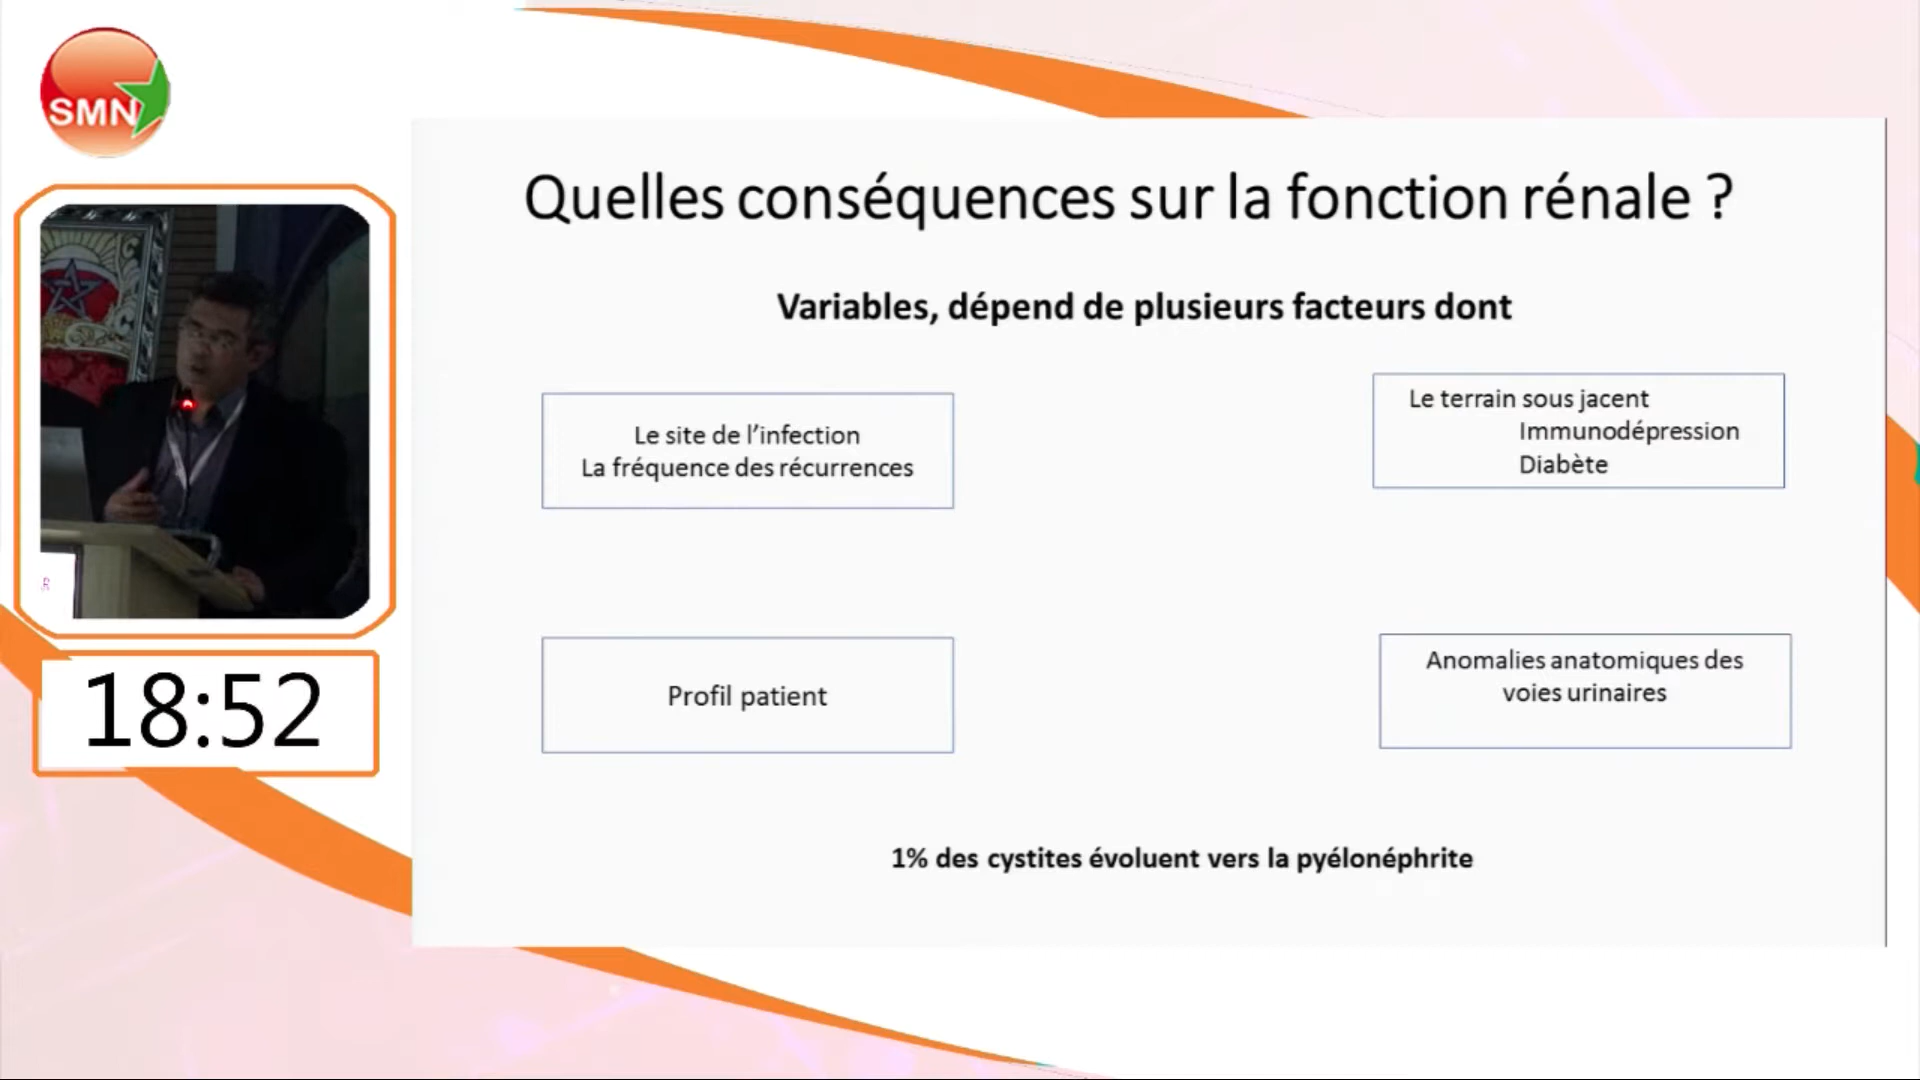 SMN
Quelles conséquences sur la fonction rénale ?
Variables, dépend de plusieurs facteurs dont
Le site de l’infection
La fréquence des récurrences
Le terrain sous jacent
Immunodépression
Diabète
Profil patient
Anomalies anatomiques des
voies urinaires
1% des cystites évoluent vers la pyélonéphrite
18:52